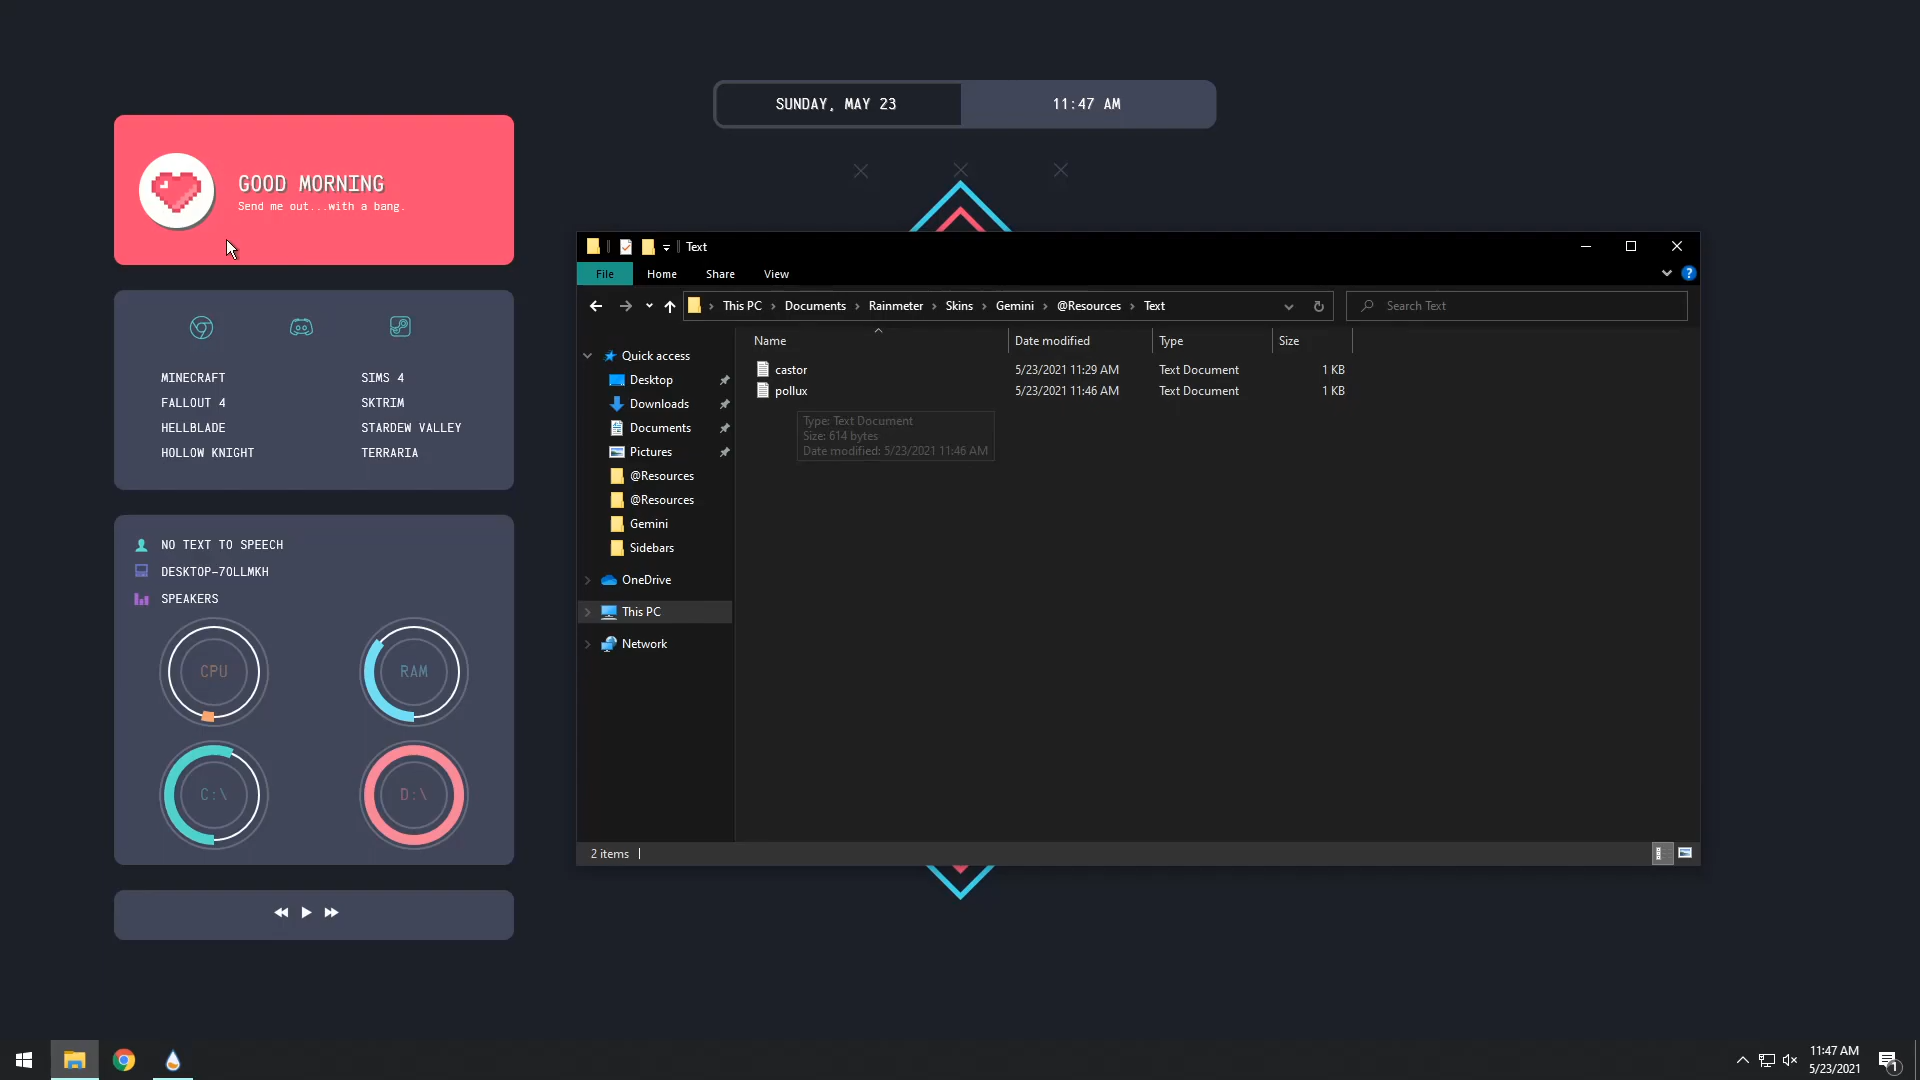 SUNDAY, MAY 23
11:47 AM
GOOD MORNING
Send me out...with a bang.
MINECRAFT
SIMS 4
FALLOUT 4
SKTRIM
HELLBLADE
STARDEW VALLEY
HOLLOW KNIGHT
TERRARIA
NO TEXT TO SPEECH
DESKTOP-70LLMKH
SPEAKERS
CPU
RAM
C:\
D:\
Text
File
Home
Share
View
?
This PC
Documents
Rainmeter
Skins
Gemini
@Resources
Text
Search Text
Name
Date modified
Type
Size
castor
5/23/2021 11:29 AM
Text Document
1 KB
pollux
5/23/2021 11:46 AM
Text Document
1 KB
Type: Text Document
Size: 614 bytes
Date modified: 5/23/2021 11:46 AM
Quick access
Desktop
Downloads
Documents
Pictures
@Resources
@Resources
Gemini
Sidebars
OneDrive
This PC
Network
2 items
11:47 AM
5/23/2021
1